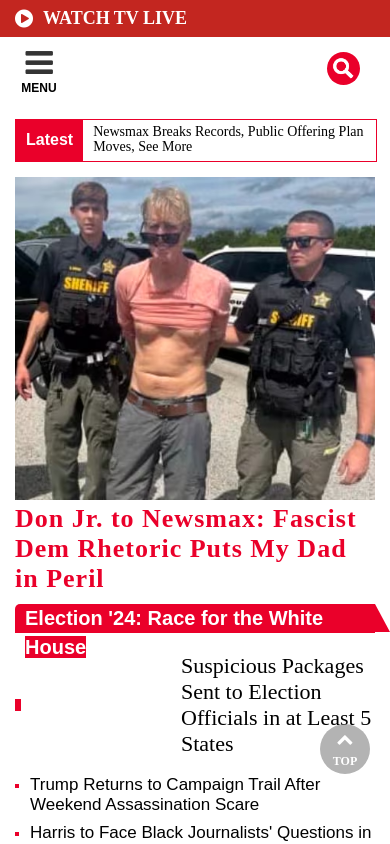 WATCH TV LIVE
MENU
Latest
Newsmax Breaks Records, Public Offering Plan
Moves, See More
SHERIFF
SHERIFF
Don Jr. to Newsmax: Fascist
Dem Rhetoric Puts My Dad
in Peril
Election '24: Race for the White
House
Suspicious Packages
Sent to Election
Officials in at Least 5
States
TOP
Trump Returns to Campaign Trail After
Weekend Assassination Scare
Harris to Face Black Journalists' Questions in